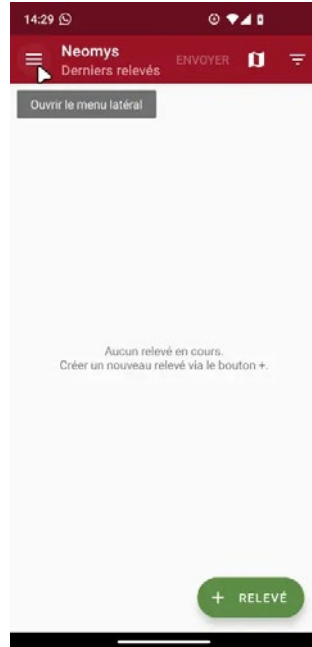 14:29
Neomys
Derniers relevés
ENVOYER
Ouvrir le menu latéral
Aucun relevé en cours.
Créer un nouveau relevé via le bouton +.
+ RELEVÉ